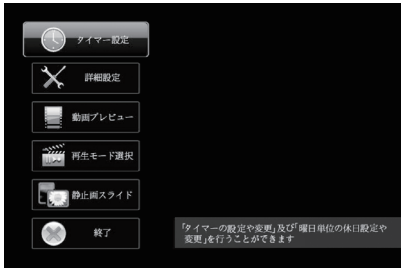 タイマー設定
詳細設定
動画プレビュー
再生モード選択
静止画スライド
終了
「タイマーの設定や変更」及び「曜日単位の休日設定や
変更」を行うことができます